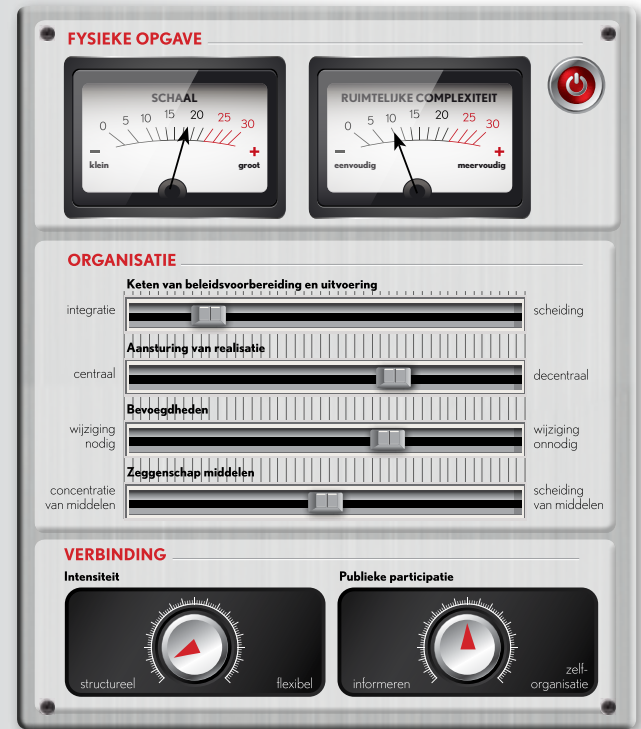 FYSIEKE OPGAVE
SCHAAL
0 5 10 15 20 25 30
− +
klein groot
RUIMTELIJKE COMPLEXITEIT
0 5 10 15 20 25 30
− +
eenvoudig meervoudig
ORGANISATIE
Keten van beleidsvoorbereiding en uitvoering
integratie scheiding
Aansturing van realisatie
centraal decentraal
Bevoegdheden
wijziging
nodig
wijziging
onnodig
Zeggenschap middelen
concentratie
van middelen
scheiding
van middelen
VERBINDING
Intensiteit
structureel flexibel
Publieke participatie
informeren
zelf-
organisatie